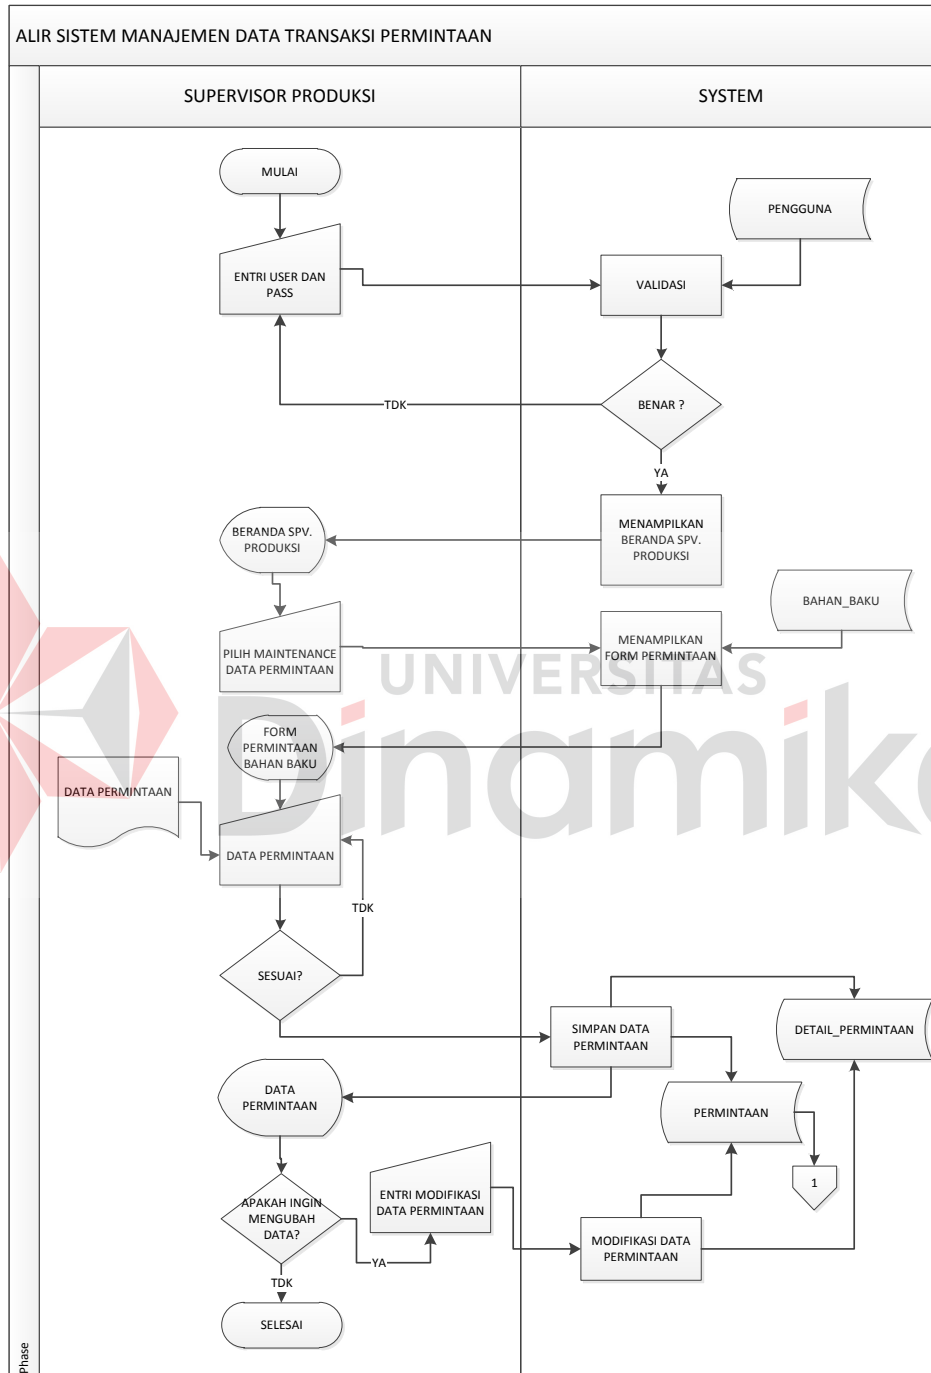 ALIR SISTEM MANAJEMEN DATA TRANSAKSI PERMINTAAN
SUPERVISOR PRODUKSI
SYSTEM
MULAI
PENGGUNA
ENTRI USER DAN
PASS
VALIDASI
BENAR ?
TDK
YA
BERANDA SPV.
PRODUKSI
MENAMPILKAN
BERANDA SPV.
PRODUKSI
BAHAN_BAKU
PILIH MAINTENANCE
DATA PERMINTAAN
MENAMPILKAN
FORM PERMINTAAN
UNIVERSITAS
Dinamika
FORM
PERMINTAAN
BAHAN BAKU
DATA PERMINTAAN
DATA PERMINTAAN
TDK
SESUAI?
SIMPAN DATA
PERMINTAAN
DETAIL_PERMINTAAN
DATA
PERMINTAAN
PERMINTAAN
1
APAKAH INGIN
MENGUBAH
DATA?
ENTRI MODIFIKASI
DATA PERMINTAAN
MODIFIKASI DATA
PERMINTAAN
YA
TDK
SELESAI
Phase